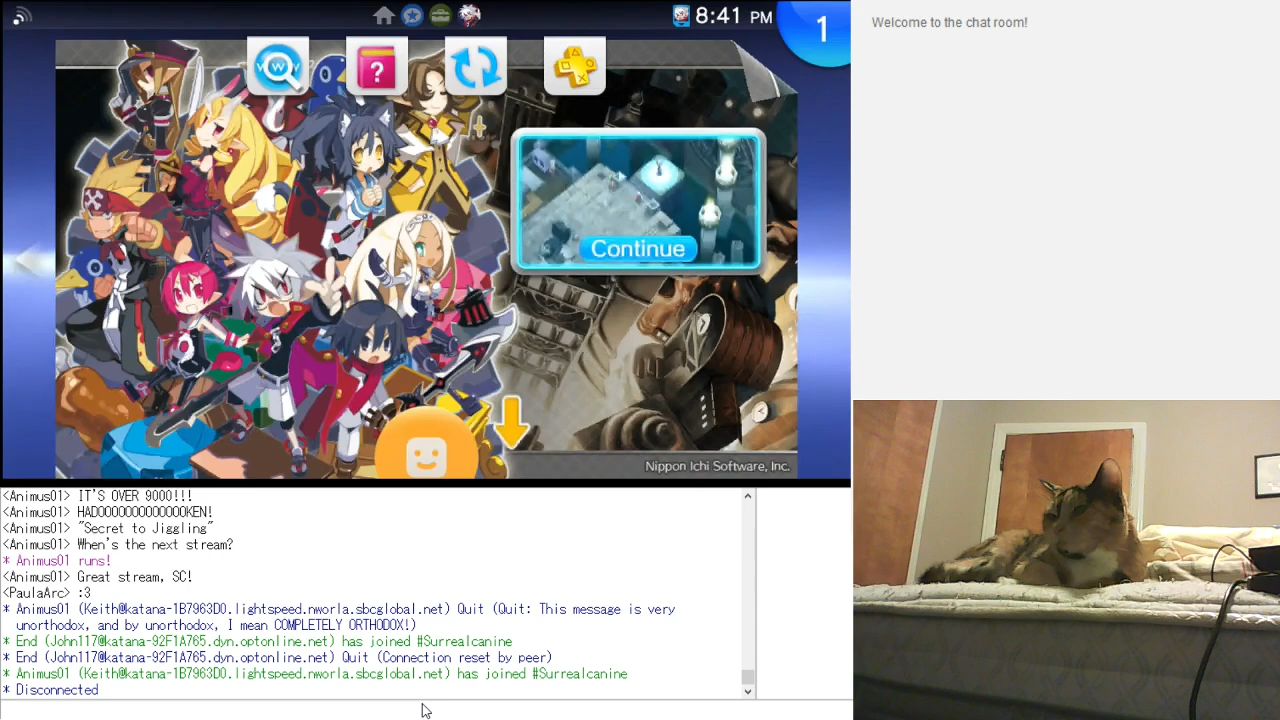 8:41 PM
1
Welcome to the chat room!
WWW
?
Continue
Nippon Ichi Software, Inc.
<Animus01> IT'S OVER 9000!!!
<Animus01> HADOOOOOOOOOOOOOKEN!
<Animus01> "Secret to Jiggling"
<Animus01> When's the next stream?
* Animus01 runs!
<Animus01> Great stream, SC!
<PaulaArc> :3
* Animus01 (Keith@katana-1B7963D0.lightspeed.nworla.sbcglobal.net) Quit (Quit: This message is very
unorthodox, and by unorthodox, I mean COMPLETELY ORTHODOX!)
* End (John117@katana-92F1A765.dyn.optonline.net) has joined #Surrealcanine
* End (John117@katana-92F1A765.dyn.optonline.net) Quit (Connection reset by peer)
* Animus01 (Keith@katana-1B7963D0.lightspeed.nworla.sbcglobal.net) has joined #Surrealcanine
* Disconnected